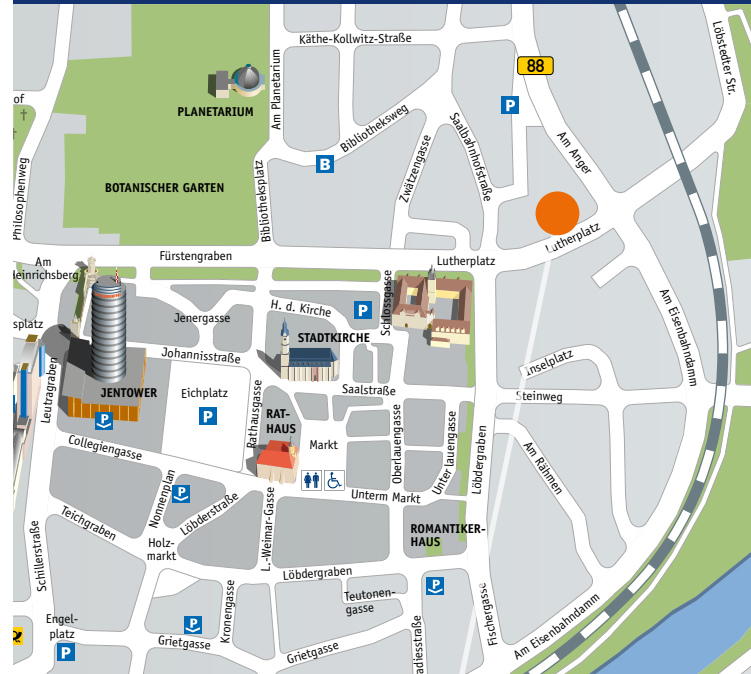 Käthe-Kollwitz-Straße
88
Löbstedter Str.
of
PLANETARIUM
Am Planetarium
P
Bibliotheksweg
B
Saalbahnhofstraße
Zwätzengasse
Am Anger
Philosophenweg
BOTANISCHER GARTEN
Bibliotheksplatz
Lutherplatz
Fürstengraben
Lutherplatz
Am
Heinrichsberg
splatz
Jenergasse
H. d. Kirche
P
Schlossgasse
Am Eisenbahndamm
STADTKIRCHE
Johannisstraße
Inselplatz
Leutragraben
JENTOWER
P
Eichplatz
P
Rathausgasse
Saalstraße
Steinweg
RAT-
HAUS
Markt
Oberlauengasse
Unterlauengasse
Löbdergraben
Collegiengasse
Am Rähmen
Nonnenplan
P
Löbderstraße
L.-Weimar-Gasse
Unterm Markt
Teichgraben
Holz-
markt
ROMANTIKER-
HAUS
Schillerstraße
Löbdergraben
P
Teutonen-
gasse
Fischergasse
Am Eisenbahndamm
Engel-
platz
P
P
Grietgasse
Kronengasse
Grietgasse
adiesstraße